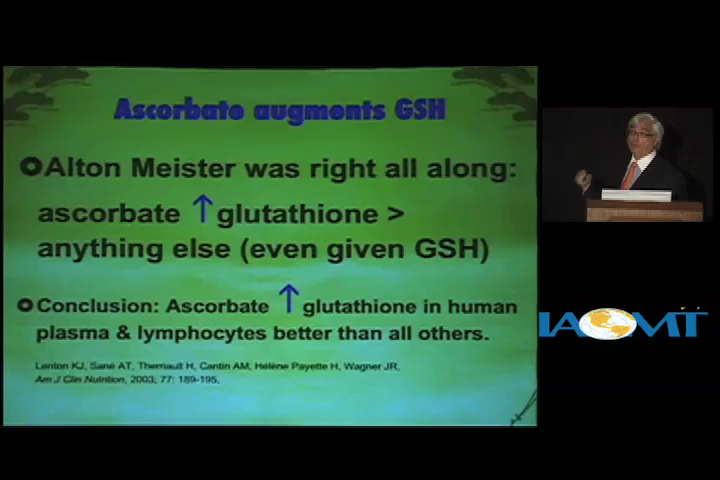 Ascorbate augments GSH
Alton Meister was right all along:
ascorbate ↑ glutathione >
anything else (even given GSH)
Conclusion: Ascorbate ↑ glutathione in human
plasma & lymphocytes better than all others.
Lenton KJ, Sané AT, Therriault H, Cantin AM, Hélène Payette H, Wagner JR,
Am J Clin Nutrition, 2003; 77: 189-195,
IAOMT